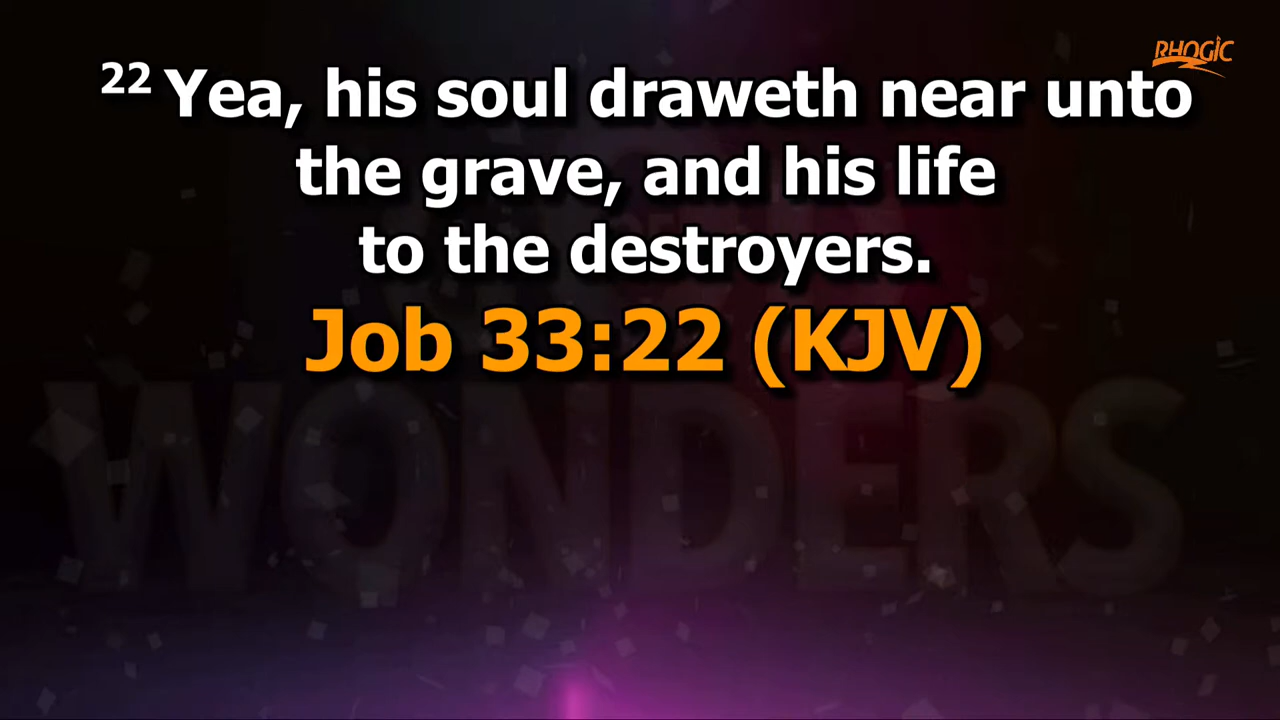 RHOGIC
22 Yea, his soul draweth near unto
the grave, and his life
to the destroyers.
Job 33:22 (KJV)
WONDERS